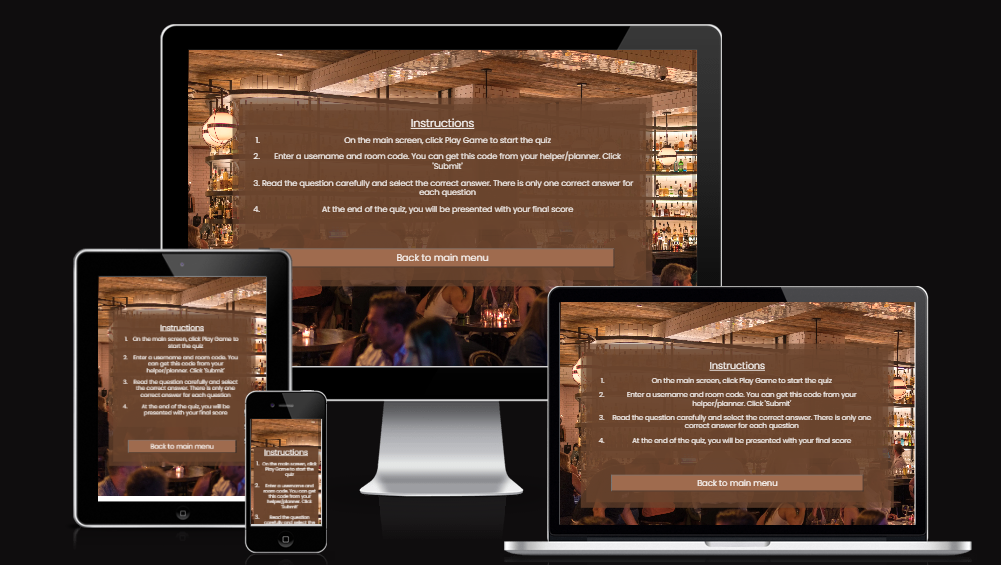 Instructions
1. On the main screen, click Play Game to start the quiz
2. Enter a username and room code. You can get this code from your helper/planner. Click
'Submit'
3. Read the question carefully and select the correct answer. There is only one correct answer for
each question
4. At the end of the quiz, you will be presented with your final score
Back to main menu
Instructions
1. On the main screen, click Play Game to
start the quiz
2. Enter a username and room code. You
can get this code from your
helper/planner. Click 'Submit'
3. Read the question carefully and select
the correct answer. There is only one
correct answer for each question
4. At the end of the quiz, you will be
presented with your final score
Back to main menu
Instructions
1. On the main screen, click
Play Game to start the
quiz
2. Enter a username and
room code. You can get
this code from your
helper/planner. Click
'Submit'
3. Read the question
carefully and select the
Instructions
1. On the main screen, click Play Game to start the quiz
2. Enter a username and room code. You can get this code from your
helper/planner. Click 'Submit'
3. Read the question carefully and select the correct answer. There is only one
correct answer for each question
4. At the end of the quiz, you will be presented with your final score
Back to main menu